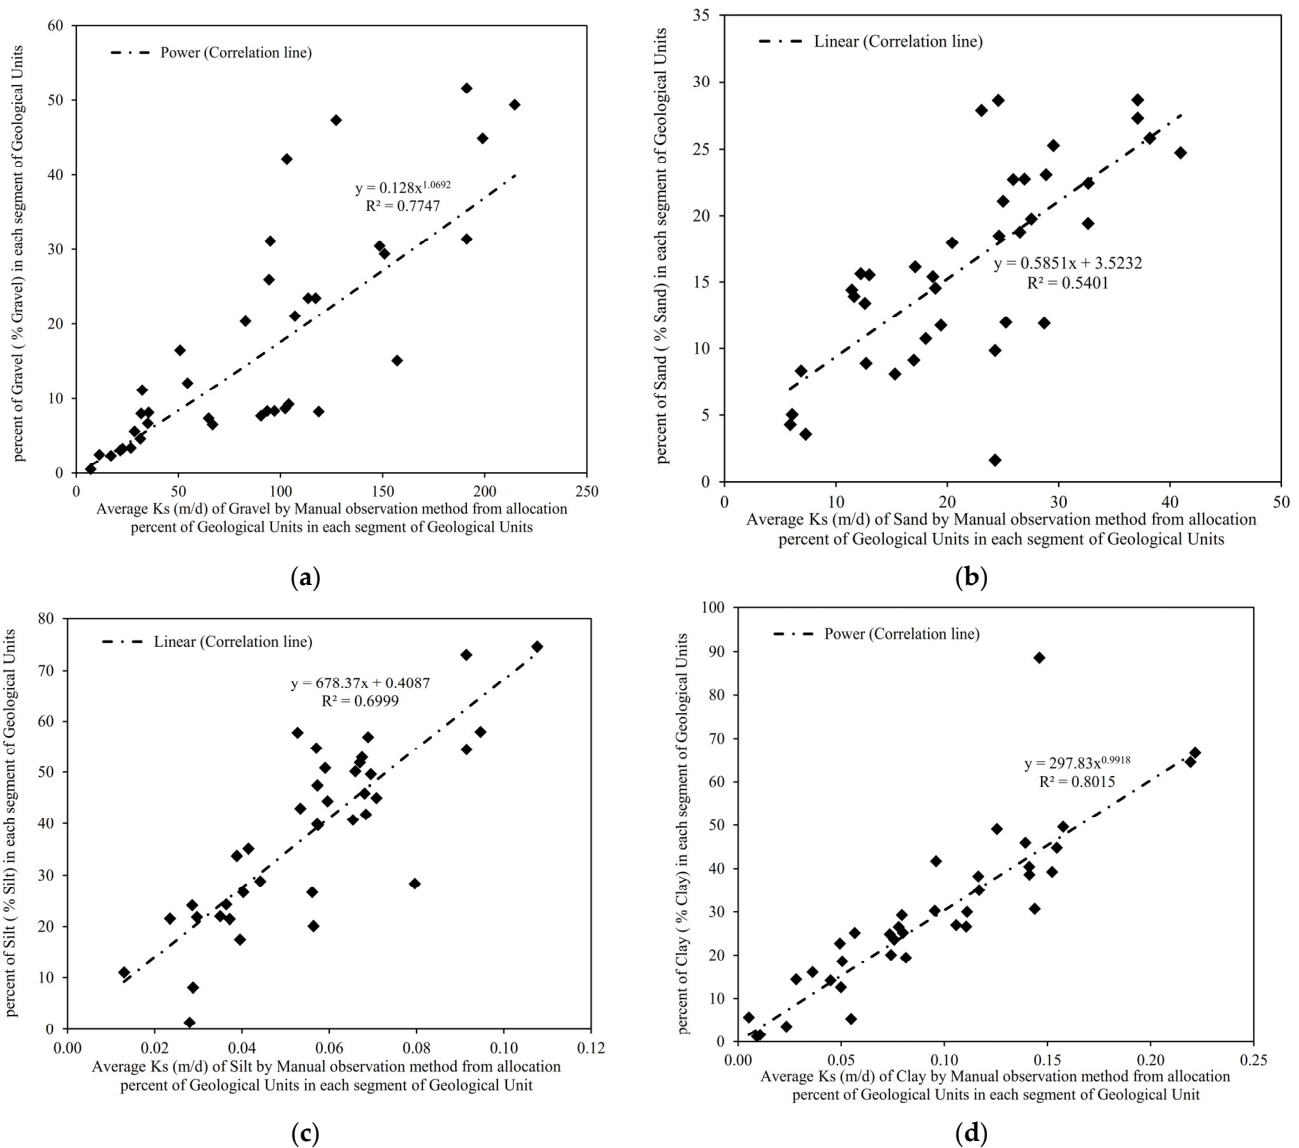 60
50
40
30
20
10
0
percent of Gravel ( % Gravel) in each segment of Geological Units
Power (Correlation line)
y = 0.128x^1.0692
R² = 0.7747
0 50 100 150 200 250
Average Ks (m/d) of Gravel by Manual observation method from allocation
percent of Geological Units in each segment of Geological Units
(a)
35
30
25
20
15
10
5
0
percent of Sand ( % Sand) in each segment of Geological Units
Linear (Correlation line)
y = 0.5851x + 3.5232
R² = 0.5401
0 10 20 30 40 50
Average Ks (m/d) of Sand by Manual observation method from allocation
percent of Geological Units in each segment of Geological Units
(b)
80
70
60
50
40
30
20
10
0
percent of Silt ( % Silt) in each segment of Geological Units
Linear (Correlation line)
y = 678.37x + 0.4087
R² = 0.6999
0.00 0.02 0.04 0.06 0.08 0.10 0.12
Average Ks (m/d) of Silt by Manual observation method from allocation
percent of Geological Units in each segment of Geological Unit
(c)
100
90
80
70
60
50
40
30
20
10
0
percent of Clay ( % Clay) in each segment of Geological Units
Power (Correlation line)
y = 297.83x^0.9918
R² = 0.8015
0.00 0.05 0.10 0.15 0.20 0.25
Average Ks (m/d) of Clay by Manual observation method from allocation
percent of Geological Units in each segment of Geological Unit
(d)